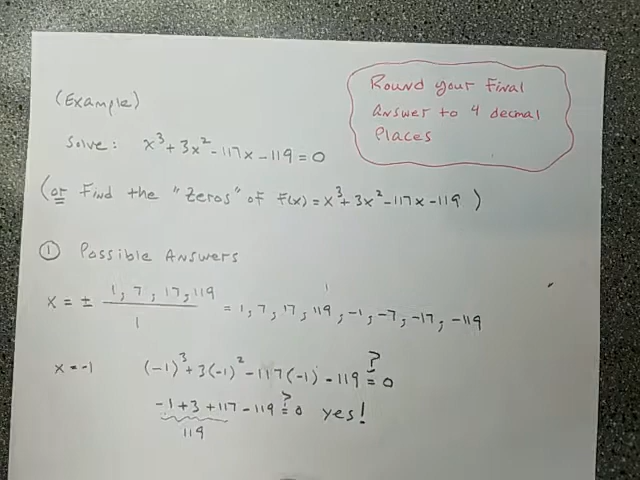 (Example)
Round your Final
Answer to 4 decmal
Places
Solve: x³+3x²-117x-119=0
(or Find the "Zeros" of F(x)=x³+3x²-117x-119)
① Possible Answers
x = ± 1, 7, 17, 119 / 1 = 1, 7, 17, 119, -1, -7, -17, -119
x=-1 (-1)³+3(-1)²-117(-1)-119 ?= 0
-1+3+117-119 ?= 0 yes!
119